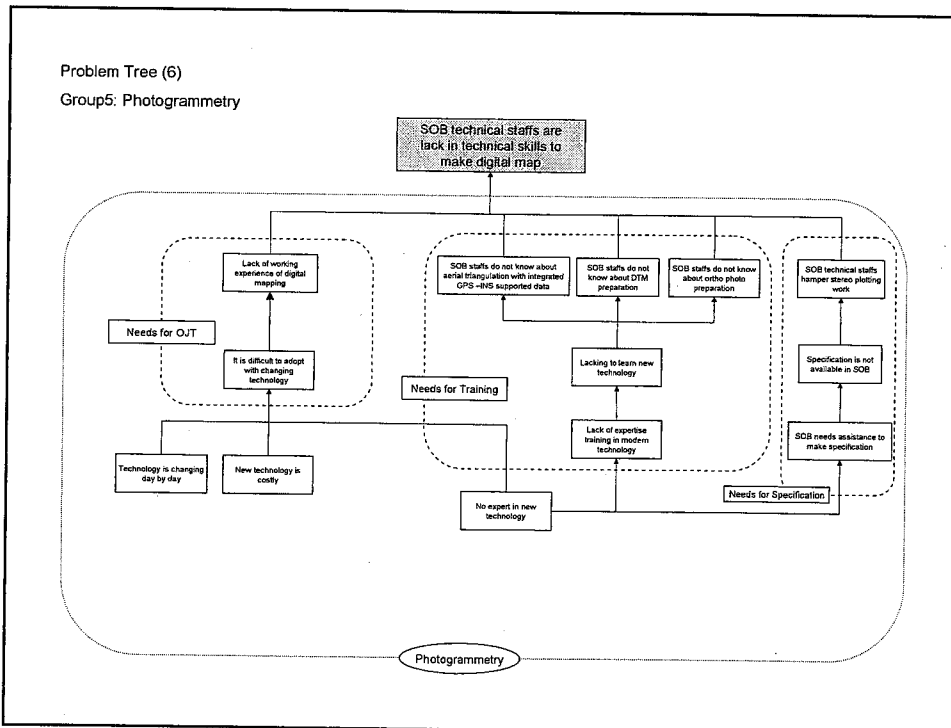 Problem Tree (6)
Group5: Photogrammetry
SOB technical staffs are
lack in technical skills to
make digital map
Lack of working
experience of digital
mapping
SOB staffs do not know about
aerial triangulation with integrated
GPS –INS supported data
SOB staffs do not
know about DTM
preparation
SOB staffs do not know
about ortho photo
preparation
SOB technical staffs
hamper stereo plotting
work
Needs for OJT
It is difficult to adopt
with changing
technology
Lacking to learn new
technology
Specification is not
available in SOB
Needs for Training
Lack of expertise
training in modern
technology
SOB needs assistance to
make specification
Technology is changing
day by day
New technology is
costly
No expert in new
technology
Needs for Specification
Photogrammetry